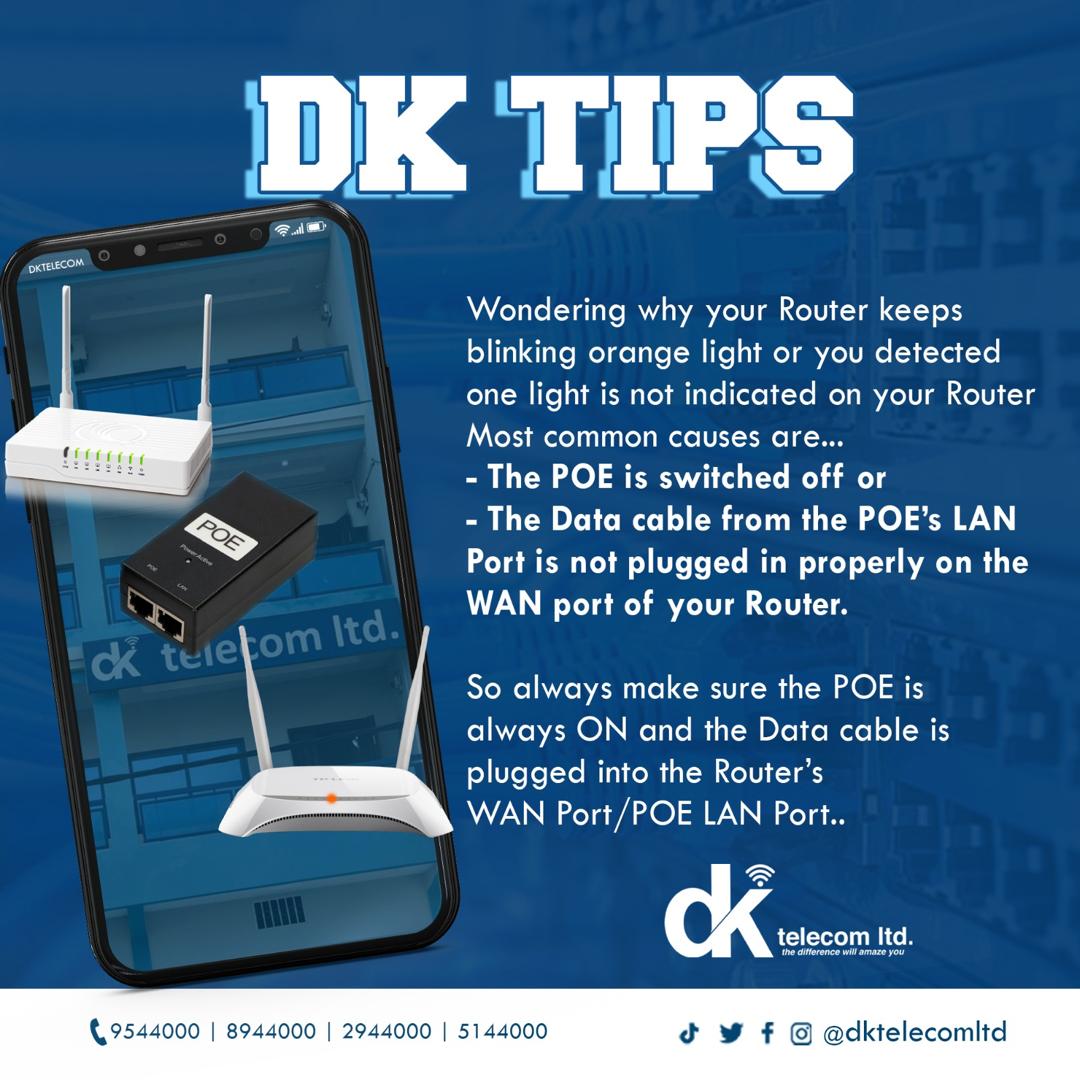 DK TIPS
DKTELECOM
Wondering why your Router keeps
blinking orange light or you detected
one light is not indicated on your Router
Most common causes are...
- The POE is switched off or
- The Data cable from the POE's LAN
Port is not plugged in properly on the
WAN port of your Router.
POE
Power Active
POE
LAN
dk telecom ltd.
So always make sure the POE is
always ON and the Data cable is
plugged into the Router's
WAN Port/POE LAN Port..
dk telecom ltd.
the difference will amaze you
9544000 | 8944000 | 2944000 | 5144000
@dktelecomltd